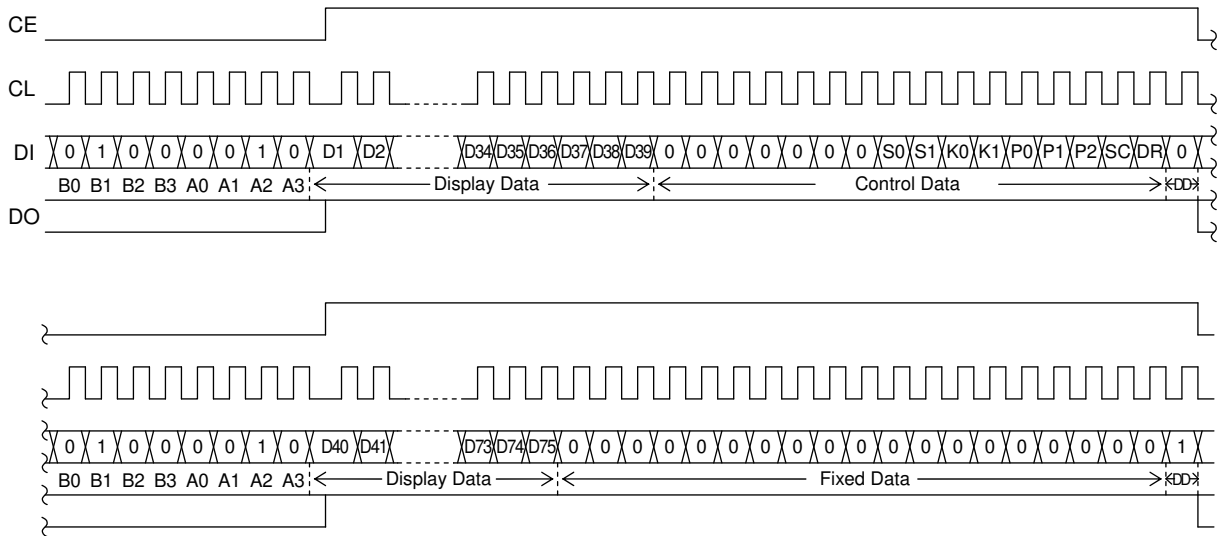 CE
CL
DI 0 1 0 0 0 0 1 0 D1 D2 D34 D35 D36 D37 D38 D39 0 0 0 0 0 0 0 S0 S1 K0 K1 P0 P1 P2 SC DR 0
B0 B1 B2 B3 A0 A1 A2 A3 Display Data Control Data DD
DO
0 1 0 0 0 0 1 0 D40 D41 D73 D74 D75 0 0 0 0 0 0 0 0 0 0 0 0 0 0 0 0 0 0 0 1
B0 B1 B2 B3 A0 A1 A2 A3 Display Data Fixed Data DD